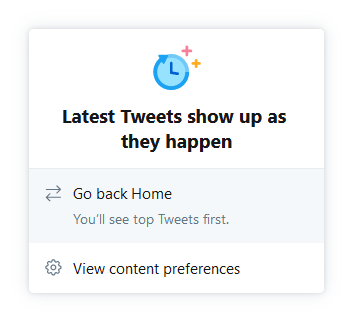 Latest Tweets show up as
they happen
Go back Home
You'll see top Tweets first.
View content preferences